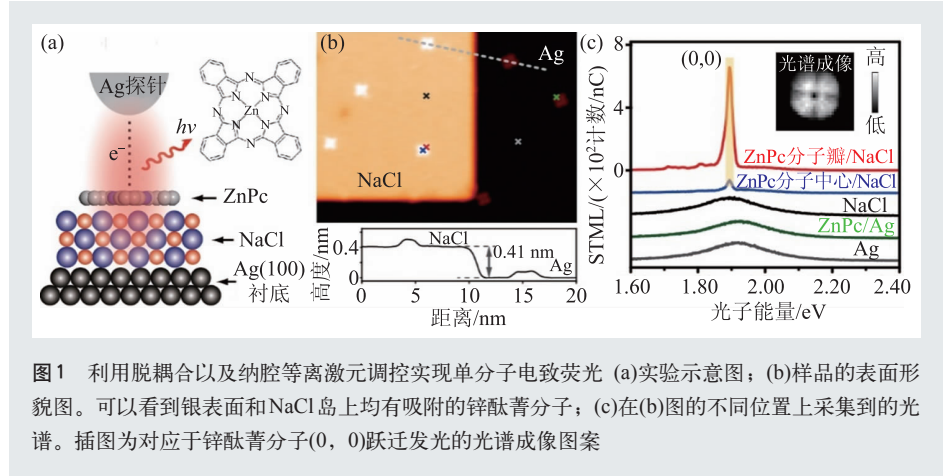 (a)
Ag探针
e⁻
hν
N
N
N
N
Zn
N
N
N
N
ZnPc
NaCl
Ag(100)
衬底
(b)
Ag
NaCl
高度/nm
0.4
0
NaCl
0.41 nm
Ag
0 5 10 15 20
距离/nm
(c)
STML/(×10²计数/nC)
8
4
0
(0,0)
光谱成像
高
低
ZnPc分子瓣/NaCl
ZnPc分子中心/NaCl
NaCl
ZnPc/Ag
Ag
1.60 1.80 2.00 2.20 2.40
光子能量/eV
图1 利用脱耦合以及纳腔等离激元调控实现单分子电致荧光 (a)实验示意图；(b)样品的表面形
貌图。可以看到银表面和NaCl岛上均有吸附的锌酞菁分子；(c)在(b)图的不同位置上采集到的光
谱。插图为对应于锌酞菁分子(0，0)跃迁发光的光谱成像图案